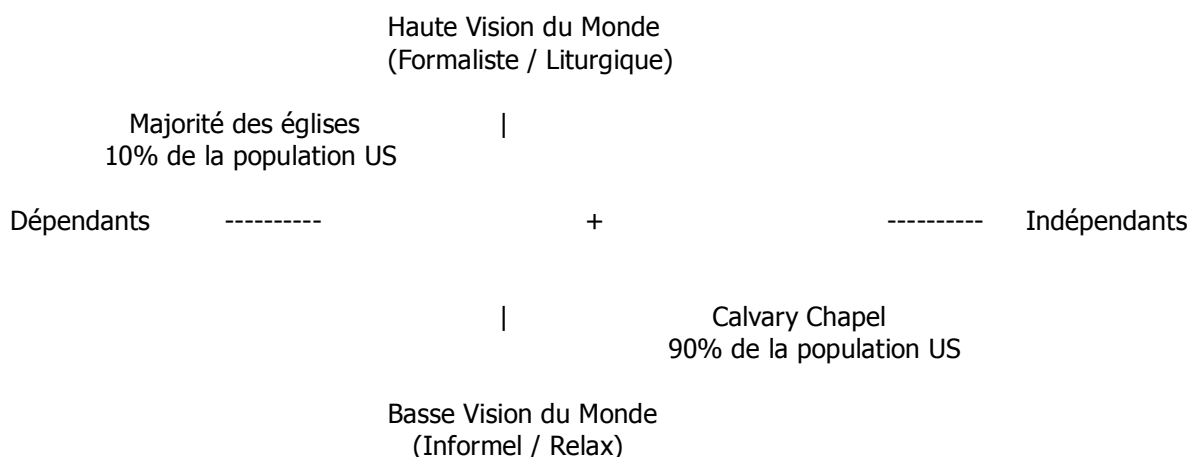 Haute Vision du Monde
(Formaliste / Liturgique)
Majorité des églises |
10% de la population US
Dépendants ---------- + ---------- Indépendants
| Calvary Chapel
90% de la population US
Basse Vision du Monde
(Informel / Relax)